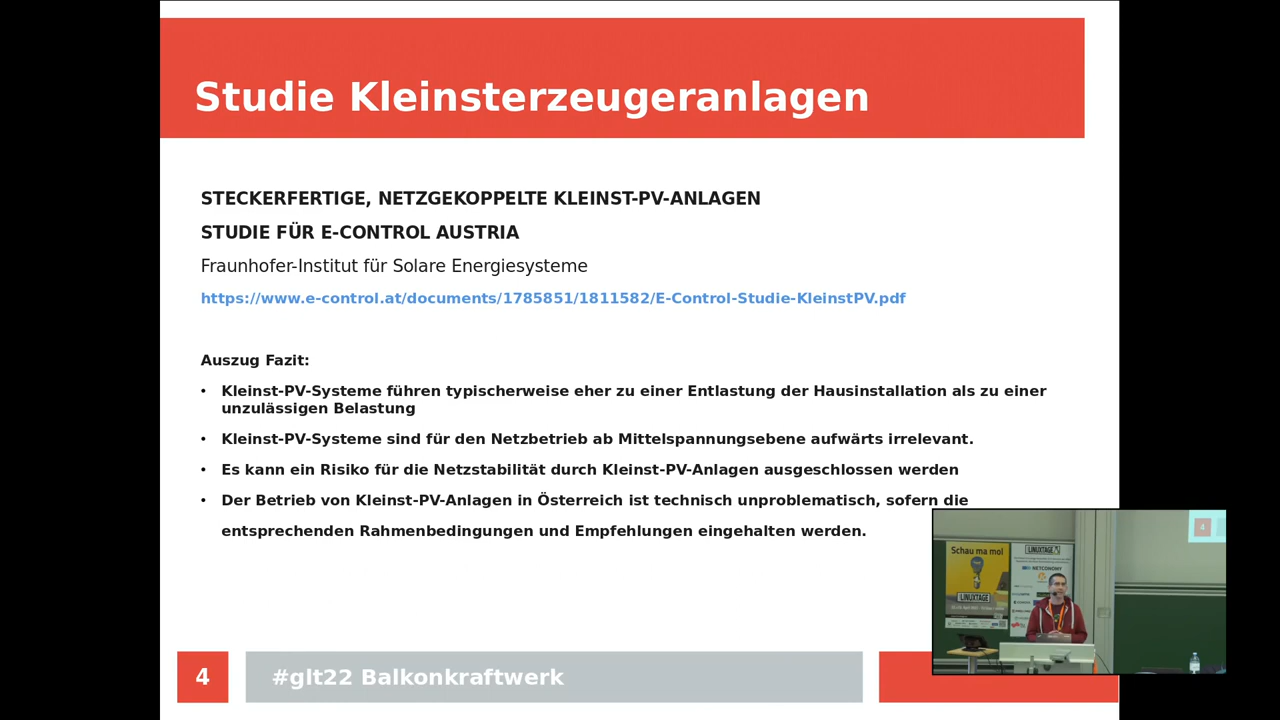 Studie Kleinsterzeugeranlagen
STECKERFERTIGE, NETZGEKOPPELTE KLEINST-PV-ANLAGEN
STUDIE FÜR E-CONTROL AUSTRIA
Fraunhofer-Institut für Solare Energiesysteme
https://www.e-control.at/documents/1785851/1811582/E-Control-Studie-KleinstPV.pdf
Auszug Fazit:
• Kleinst-PV-Systeme führen typischerweise eher zu einer Entlastung der Hausinstallation als zu einer
unzulässigen Belastung
• Kleinst-PV-Systeme sind für den Netzbetrieb ab Mittelspannungsebene aufwärts irrelevant.
• Es kann ein Risiko für die Netzstabilität durch Kleinst-PV-Anlagen ausgeschlossen werden
• Der Betrieb von Kleinst-PV-Anlagen in Österreich ist technisch unproblematisch, sofern die
entsprechenden Rahmenbedingungen und Empfehlungen eingehalten werden.
4
Schau ma mol
LINUXTAGE
LINUXTAGE
NETCONOMY
4 #glt22 Balkonkraftwerk